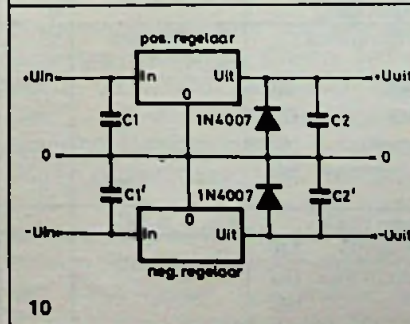 pos. regelaar
+Uin
In
Uit
+Uuit
0
C1
1N4007
C2
0
0
C1'
1N4007
C2'
0
-Uin
In
Uit
-Uuit
neg. regelaar
10